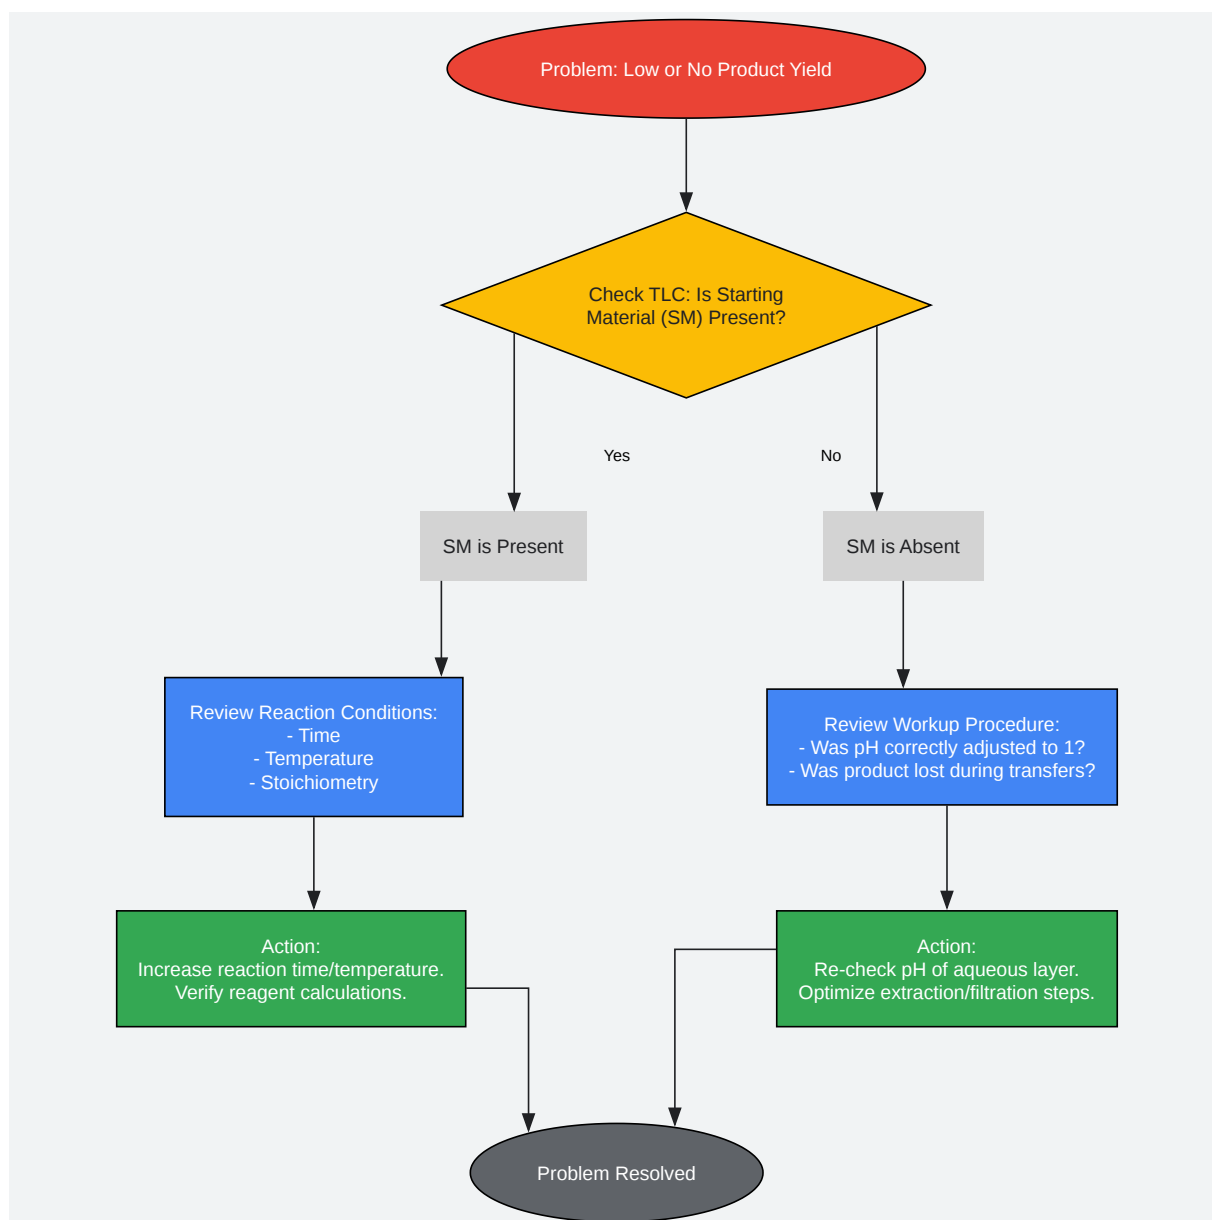 Problem: Low or No Product Yield
Check TLC: Is Starting
Material (SM) Present?
Yes
No
SM is Present
SM is Absent
Review Reaction Conditions:
- Time
- Temperature
- Stoichiometry
Review Workup Procedure:
- Was pH correctly adjusted to 1?
- Was product lost during transfers?
Action:
Increase reaction time/temperature.
Verify reagent calculations.
Action:
Re-check pH of aqueous layer.
Optimize extraction/filtration steps.
Problem Resolved